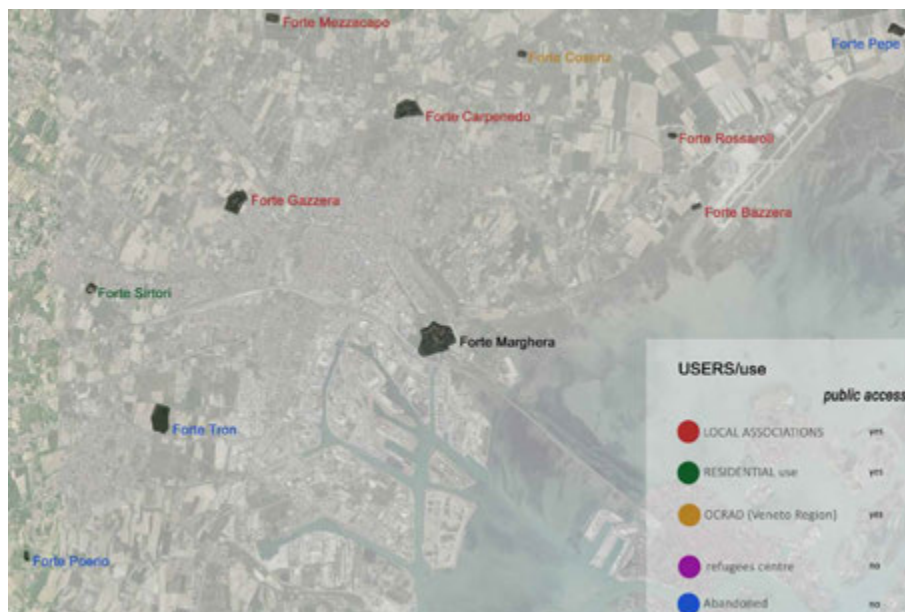 Forte Mezzacapo
Forte Cosenz
Forte Pepe
Forte Carpenedo
Forte Rossaroll
Forte Gazzera
Forte Bazzera
Forte Sirtori
Forte Marghera
Forte Tron
Forte Poerio
USERS/use
public access
LOCAL ASSOCIATIONS yes
RESIDENTIAL use yes
OCRAD (Veneto Region) yes
refugees centre no
Abandoned no